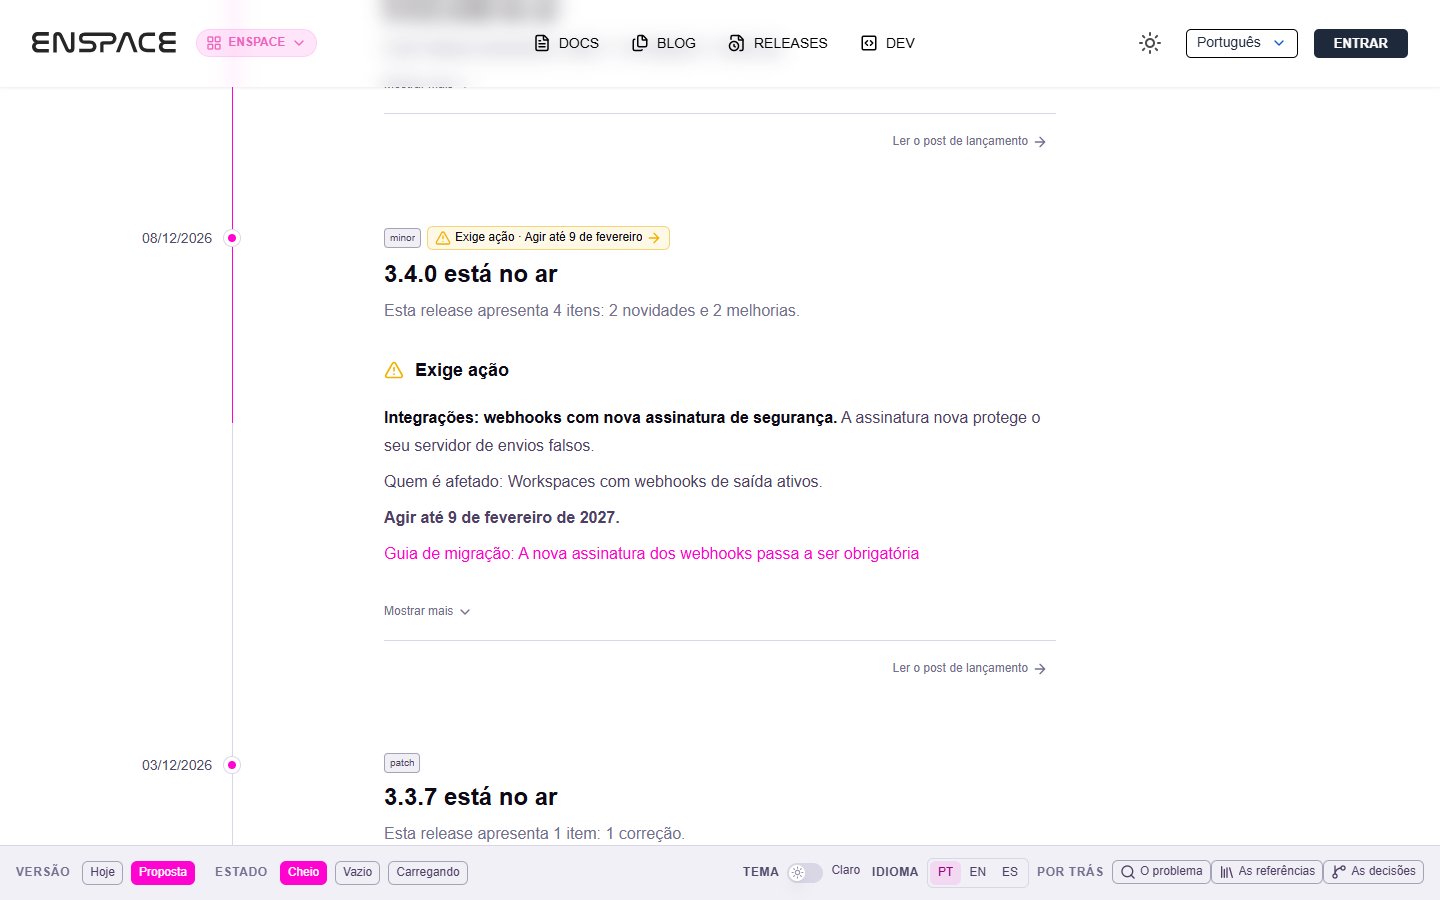 ENSPACE
ENSPACE
DOCS
BLOG
RELEASES
DEV
Português
ENTRAR
Ler o post de lançamento
08/12/2026
minor
Exige ação · Agir até 9 de fevereiro
3.4.0 está no ar
Esta release apresenta 4 itens: 2 novidades e 2 melhorias.
Exige ação
Integrações: webhooks com nova assinatura de segurança. A assinatura nova protege o
seu servidor de envios falsos.
Quem é afetado: Workspaces com webhooks de saída ativos.
Agir até 9 de fevereiro de 2027.
Guia de migração: A nova assinatura dos webhooks passa a ser obrigatória
Mostrar mais
Ler o post de lançamento
03/12/2026
patch
3.3.7 está no ar
Esta release apresenta 1 item: 1 correção.
VERSÃO
Hoje
Proposta
ESTADO
Cheio
Vazio
Carregando
TEMA
Claro
IDIOMA
PT
EN
ES
POR TRÁS
O problema
As referências
As decisões